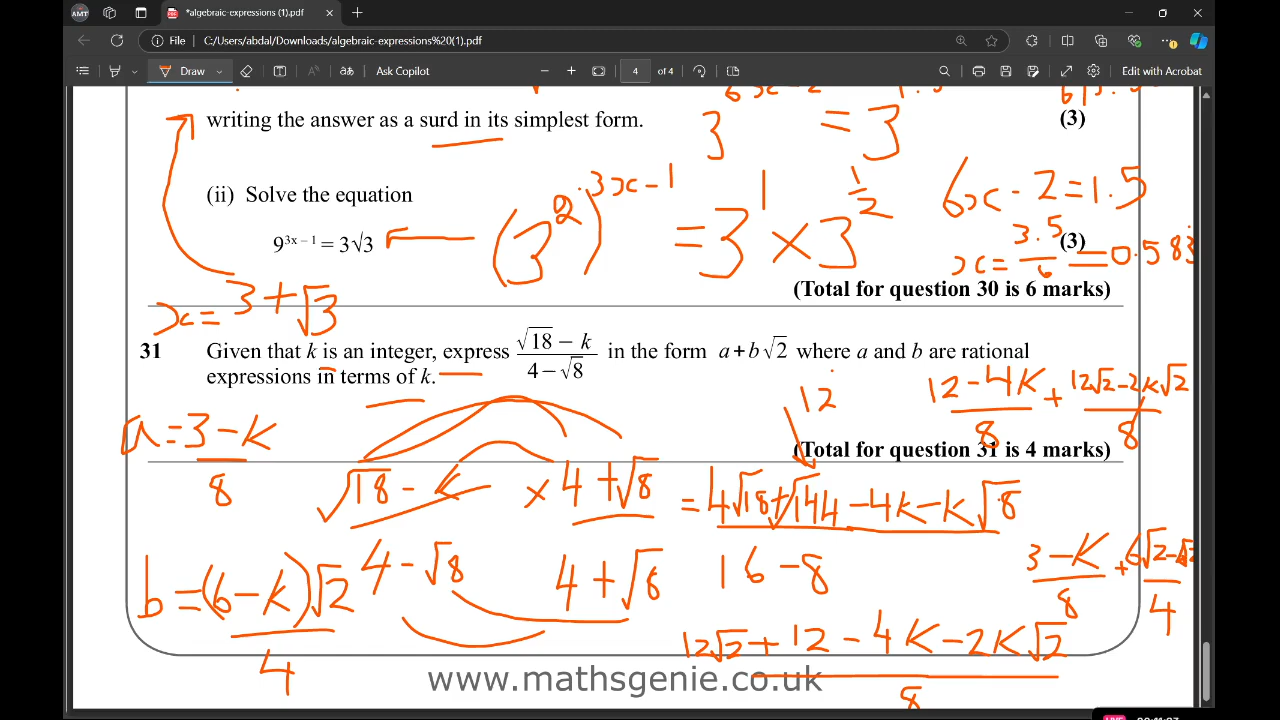 AMT
*algebraic-expressions (1).pdf
File C:/Users/abdal/Downloads/algebraic-expressions%20(1).pdf
Draw aあ Ask Copilot 4 of 4 Edit with Acrobat
writing the answer as a surd in its simplest form.
= 3
3
(3)
(ii) Solve the equation
9^(3x – 1) = 3√3
(3²)^(3x-1) = 3^1 × 3^(1/2)
6x - 2 = 1.5
(3)
x = 3.5/6 = 0.583
(Total for question 30 is 6 marks)
x = 3 + √3
31 Given that k is an integer, express (√18 – k)/(4 – √8) in the form a + b√2 where a and b are rational
expressions in terms of k.
12
(12 - 4K)/8 + (12√2 - 2K√2)/8
a = (3 - K)/8
(Total for question 31 is 4 marks)
√18 - K × 4 + √8 = 4√18 + √144 - 4K - K√8
4 - √8 4 + √8 16 - 8
(3 - K)/8 +
4
b = (6 - K)√2/4
12√2 + 12 - 4K - 2K√2
8
www.mathsgenie.co.uk
LIVE